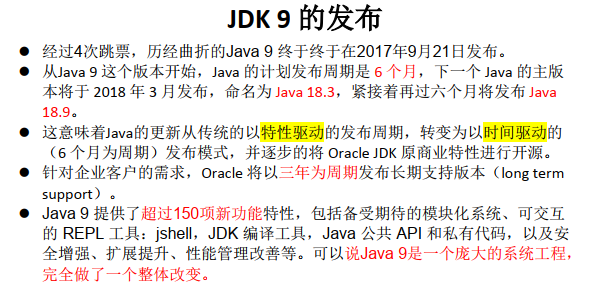 JDK 9 的发布
● 经过4次跳票，历经曲折的Java 9 终于终于在2017年9月21日发布。
● 从Java 9 这个版本开始，Java 的计划发布周期是 6 个月，下一个 Java 的主版
本将于 2018 年 3 月发布，命名为 Java 18.3，紧接着再过六个月将发布 Java
18.9。
● 这意味着Java的更新从传统的以特性驱动的发布周期，转变为以时间驱动的
（6 个月为周期）发布模式，并逐步的将 Oracle JDK 原商业特性进行开源。
● 针对企业客户的需求，Oracle 将以三年为周期发布长期支持版本（long term
support）。
● Java 9 提供了超过150项新功能特性，包括备受期待的模块化系统、可交互
的 REPL 工具：jshell，JDK 编译工具，Java 公共 API 和私有代码，以及安
全增强、扩展提升、性能管理改善等。可以说Java 9是一个庞大的系统工程，
完全做了一个整体改变。